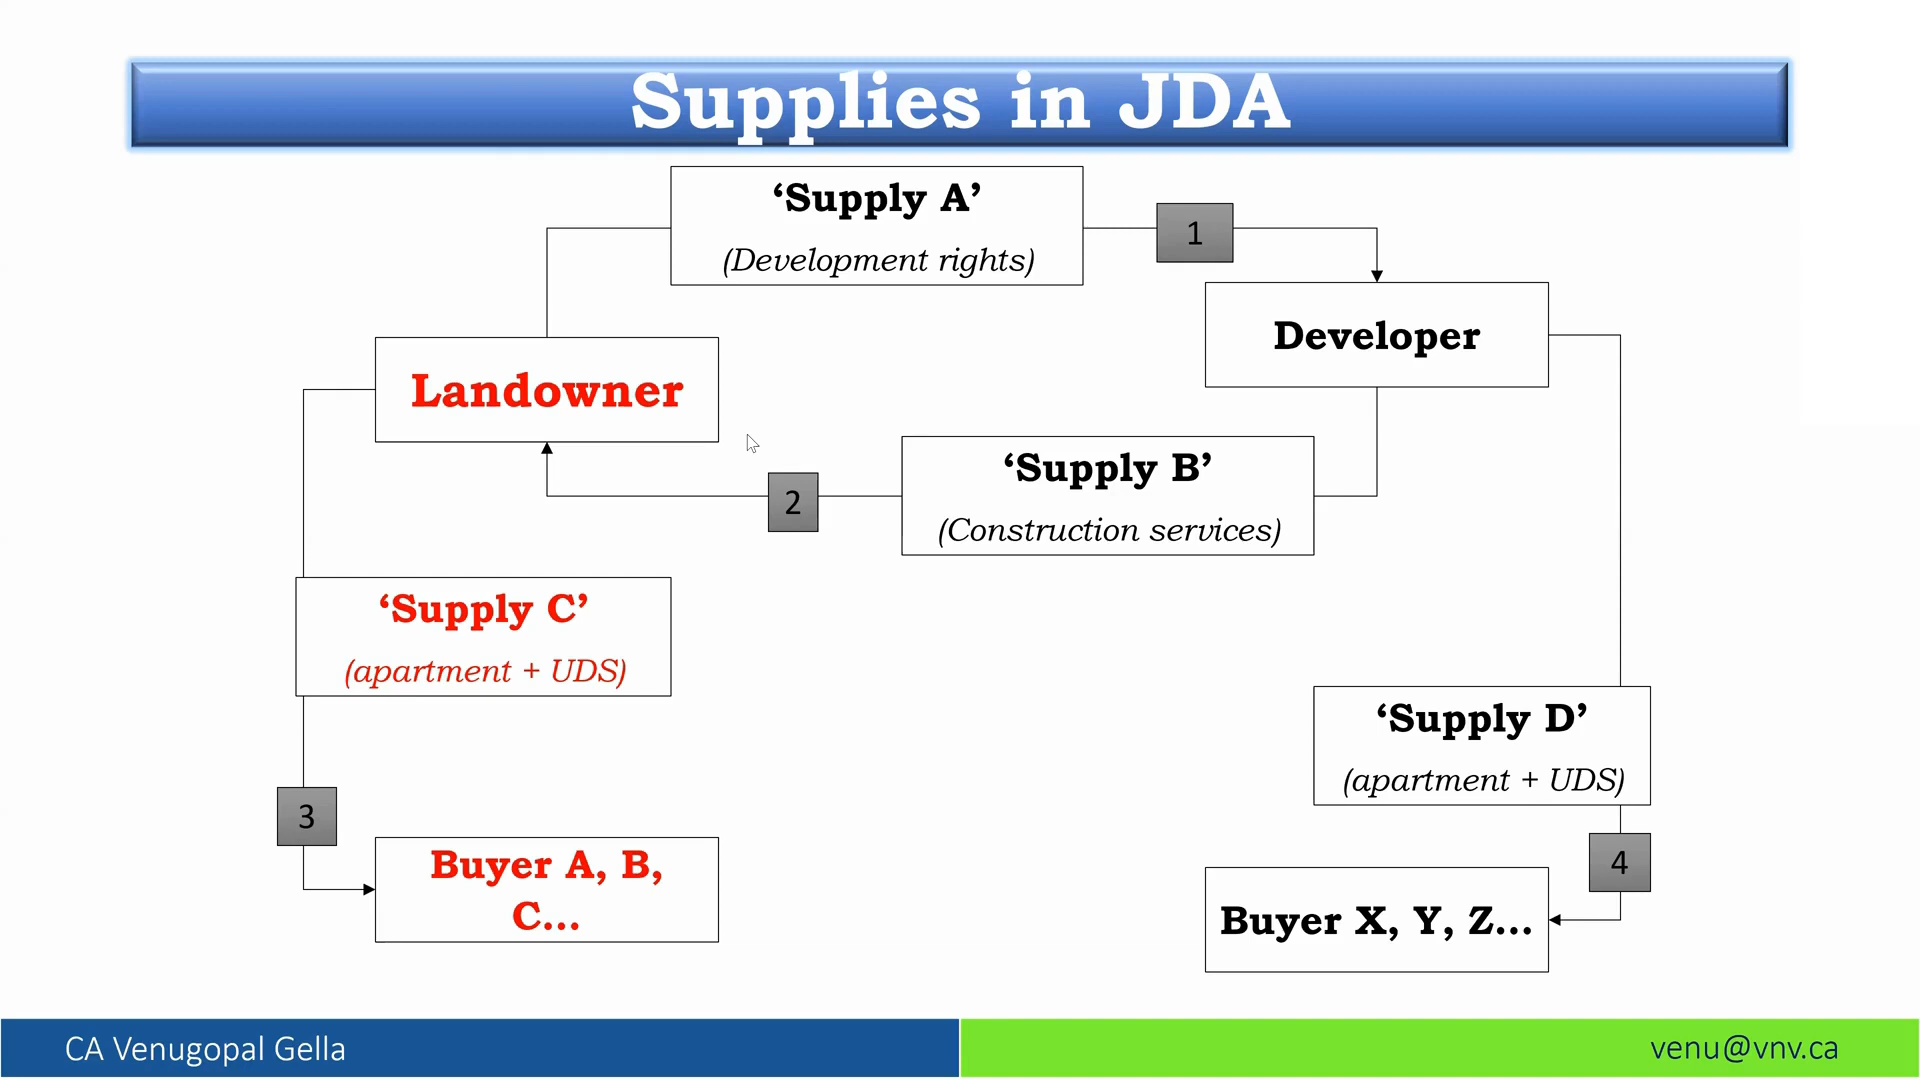 Supplies in JDA
‘Supply A’
(Development rights)
1
Developer
Landowner
‘Supply B’
(Construction services)
2
‘Supply C’
(apartment + UDS)
‘Supply D’
(apartment + UDS)
3
4
Buyer A, B,
C...
Buyer X, Y, Z...
CA Venugopal Gella
venu@vnv.ca